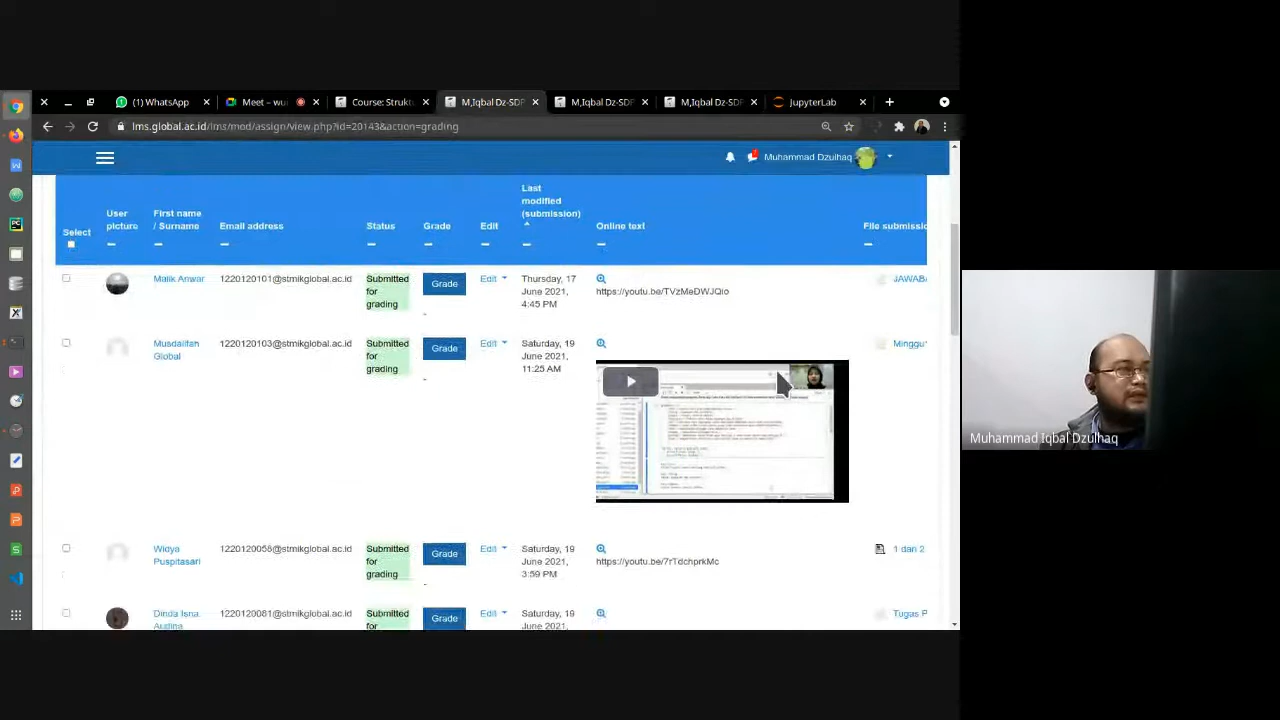 (1) WhatsApp
Meet – wu
Course: Strukt
M,Iqbal Dz-SDF
M,Iqbal Dz-SDF
M,Iqbal Dz-SDF
JupyterLab
lms.global.ac.id/lms/mod/assign/view.php?id=20143&action=grading
Muhammad Dzulhaq
Select
User picture
First name / Surname
Email address
Status
Grade
Edit
Last modified (submission)
Online text
File submissio
Malik Anwar
1220120101@stmikglobal.ac.id
Submitted for grading
Grade
-
Edit
Thursday, 17 June 2021, 4:45 PM
https://youtu.be/TVzMeDWJQio
JAWAB
Musdalifah Global
1220120103@stmikglobal.ac.id
Submitted for grading
Grade
-
Edit
Saturday, 19 June 2021, 11:25 AM
Minggu
Widya Puspitasari
1220120056@stmikglobal.ac.id
Submitted for grading
Grade
-
Edit
Saturday, 19 June 2021, 3:59 PM
https://youtu.be/7rTdchprkMc
1 dan 2
Dinda Isna Audina
1220120081@stmikglobal.ac.id
Submitted for
Grade
Edit
Saturday, 19 June 2021,
Tugas P
Muhammad Iqbal Dzulhaq